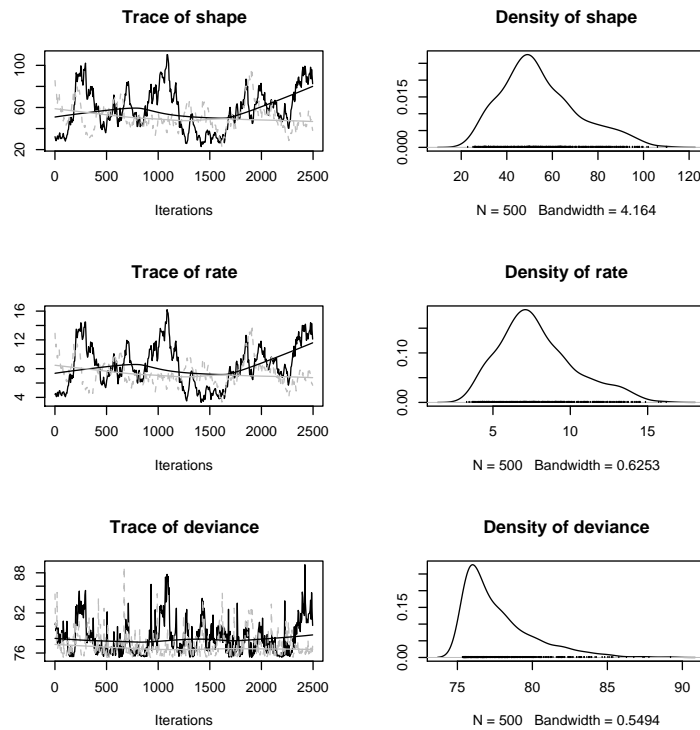 Trace of shape
Density of shape
20 60 100
0 500 1000 1500 2000 2500
Iterations
0.000 0.015
20 40 60 80 100 120
N = 500 Bandwidth = 4.164
Trace of rate
Density of rate
4 8 12 16
0 500 1000 1500 2000 2500
Iterations
0.00 0.10
5 10 15
N = 500 Bandwidth = 0.6253
Trace of deviance
Density of deviance
76 82 88
0 500 1000 1500 2000 2500
Iterations
0.00 0.15
75 80 85 90
N = 500 Bandwidth = 0.5494